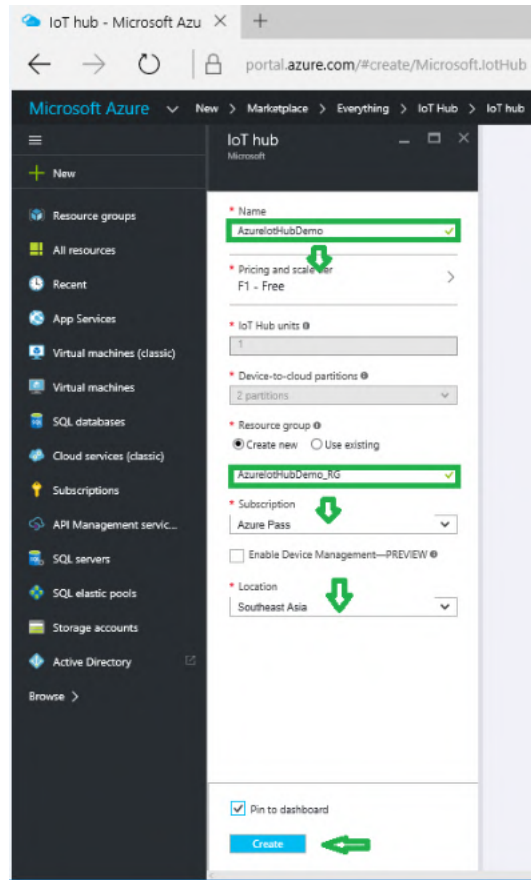 IoT hub - Microsoft Azu
portal.azure.com/#create/Microsoft.IotHub
Microsoft Azure New > Marketplace > Everything > IoT Hub > IoT hub
New
Resource groups
All resources
Recent
App Services
Virtual machines (classic)
Virtual machines
SQL databases
Cloud services (classic)
Subscriptions
API Management servic...
SQL servers
SQL elastic pools
Storage accounts
Active Directory
Browse >
IoT hub
Microsoft
* Name
AzureIotHubDemo
* Pricing and scale tier
F1 - Free
* IoT Hub units
1
* Device-to-cloud partitions
2 partitions
* Resource group
Create new Use existing
AzureIotHubDemo_RG
* Subscription
Azure Pass
Enable Device Management—PREVIEW
* Location
Southeast Asia
Pin to dashboard
Create